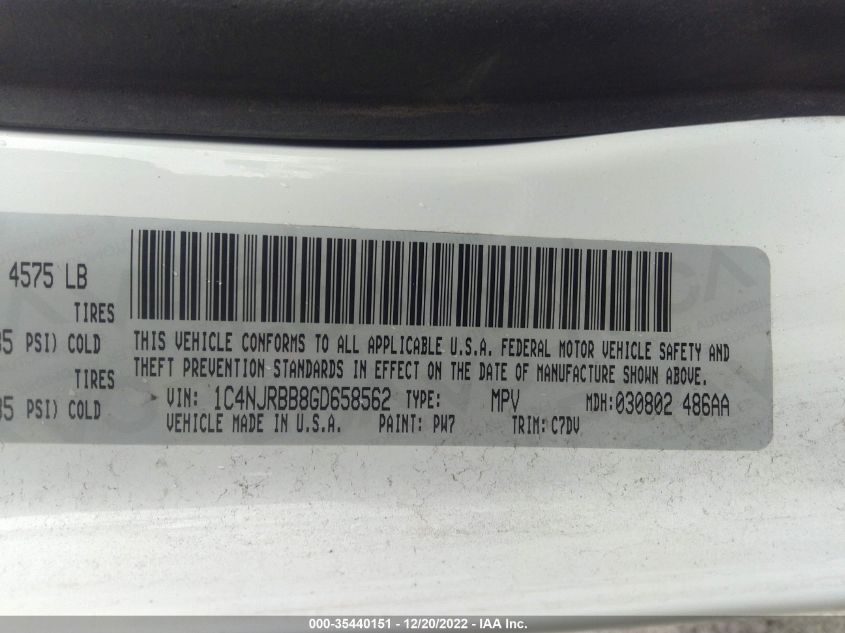 4575 LB
TIRES
35 PSI) COLD
TIRES
35 PSI) COLD
THIS VEHICLE CONFORMS TO ALL APPLICABLE U.S.A. FEDERAL MOTOR VEHICLE SAFETY AND
THEFT PREVENTION STANDARDS IN EFFECT ON THE DATE OF MANUFACTURE SHOWN ABOVE.
VIN: 1C4NJRBB8GD658562 TYPE: MPV MDH:030802 486AA
VEHICLE MADE IN U.S.A. PAINT: PW7 TRIM:C7DV
000-35440151 - 12/20/2022 - IAA Inc.